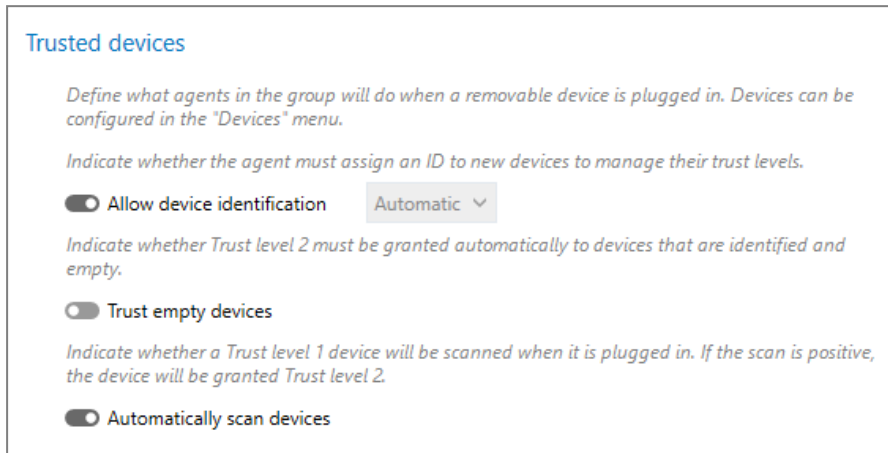 Trusted devices
Define what agents in the group will do when a removable device is plugged in. Devices can be
configured in the "Devices" menu.
Indicate whether the agent must assign an ID to new devices to manage their trust levels.
Allow device identification Automatic
Indicate whether Trust level 2 must be granted automatically to devices that are identified and
empty.
Trust empty devices
Indicate whether a Trust level 1 device will be scanned when it is plugged in. If the scan is positive,
the device will be granted Trust level 2.
Automatically scan devices